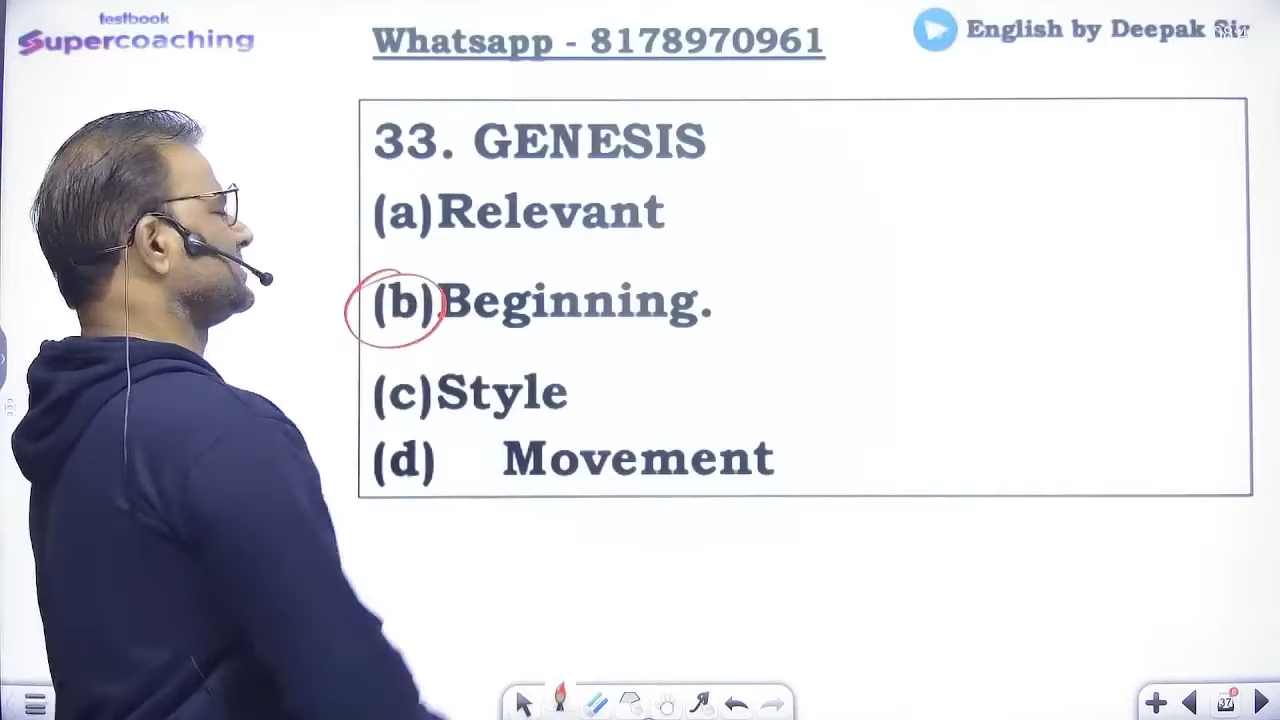 testbook
Supercoaching
Whatsapp - 8178970961
English by Deepak Sir
33. GENESIS
(a)Relevant
(b)Beginning.
(c)Style
(d) Movement
37